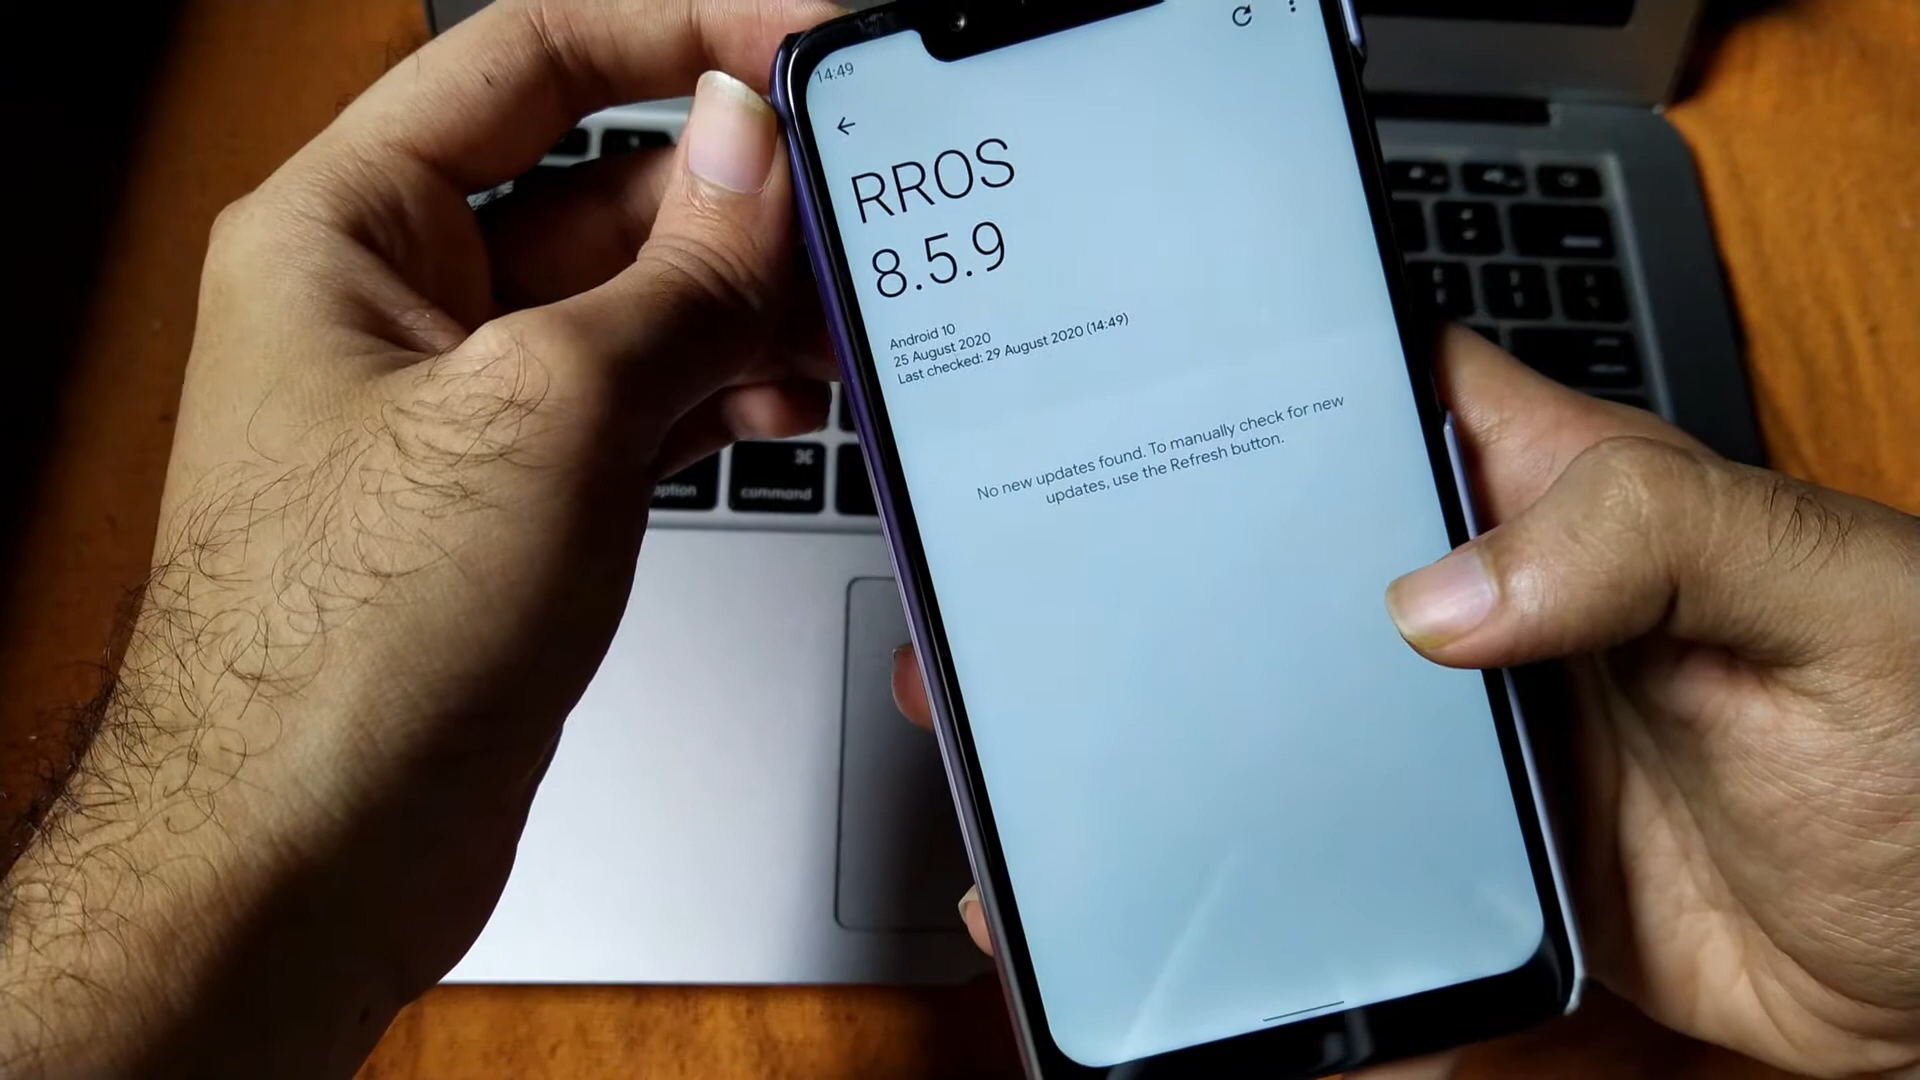 14:49
RROS
8.5.9
Android 10
25 August 2020
Last checked: 29 August 2020 (14:49)
No new updates found. To manually check for new
updates, use the Refresh button.
⌘
option
command